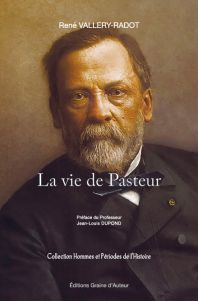 René VALLERY-RADOT
La vie de Pasteur
Préface du Professeur
Jean-Louis DUPONG
Collection Hommes et Périodes de l'Histoire
Éditions Graine d'Auteur